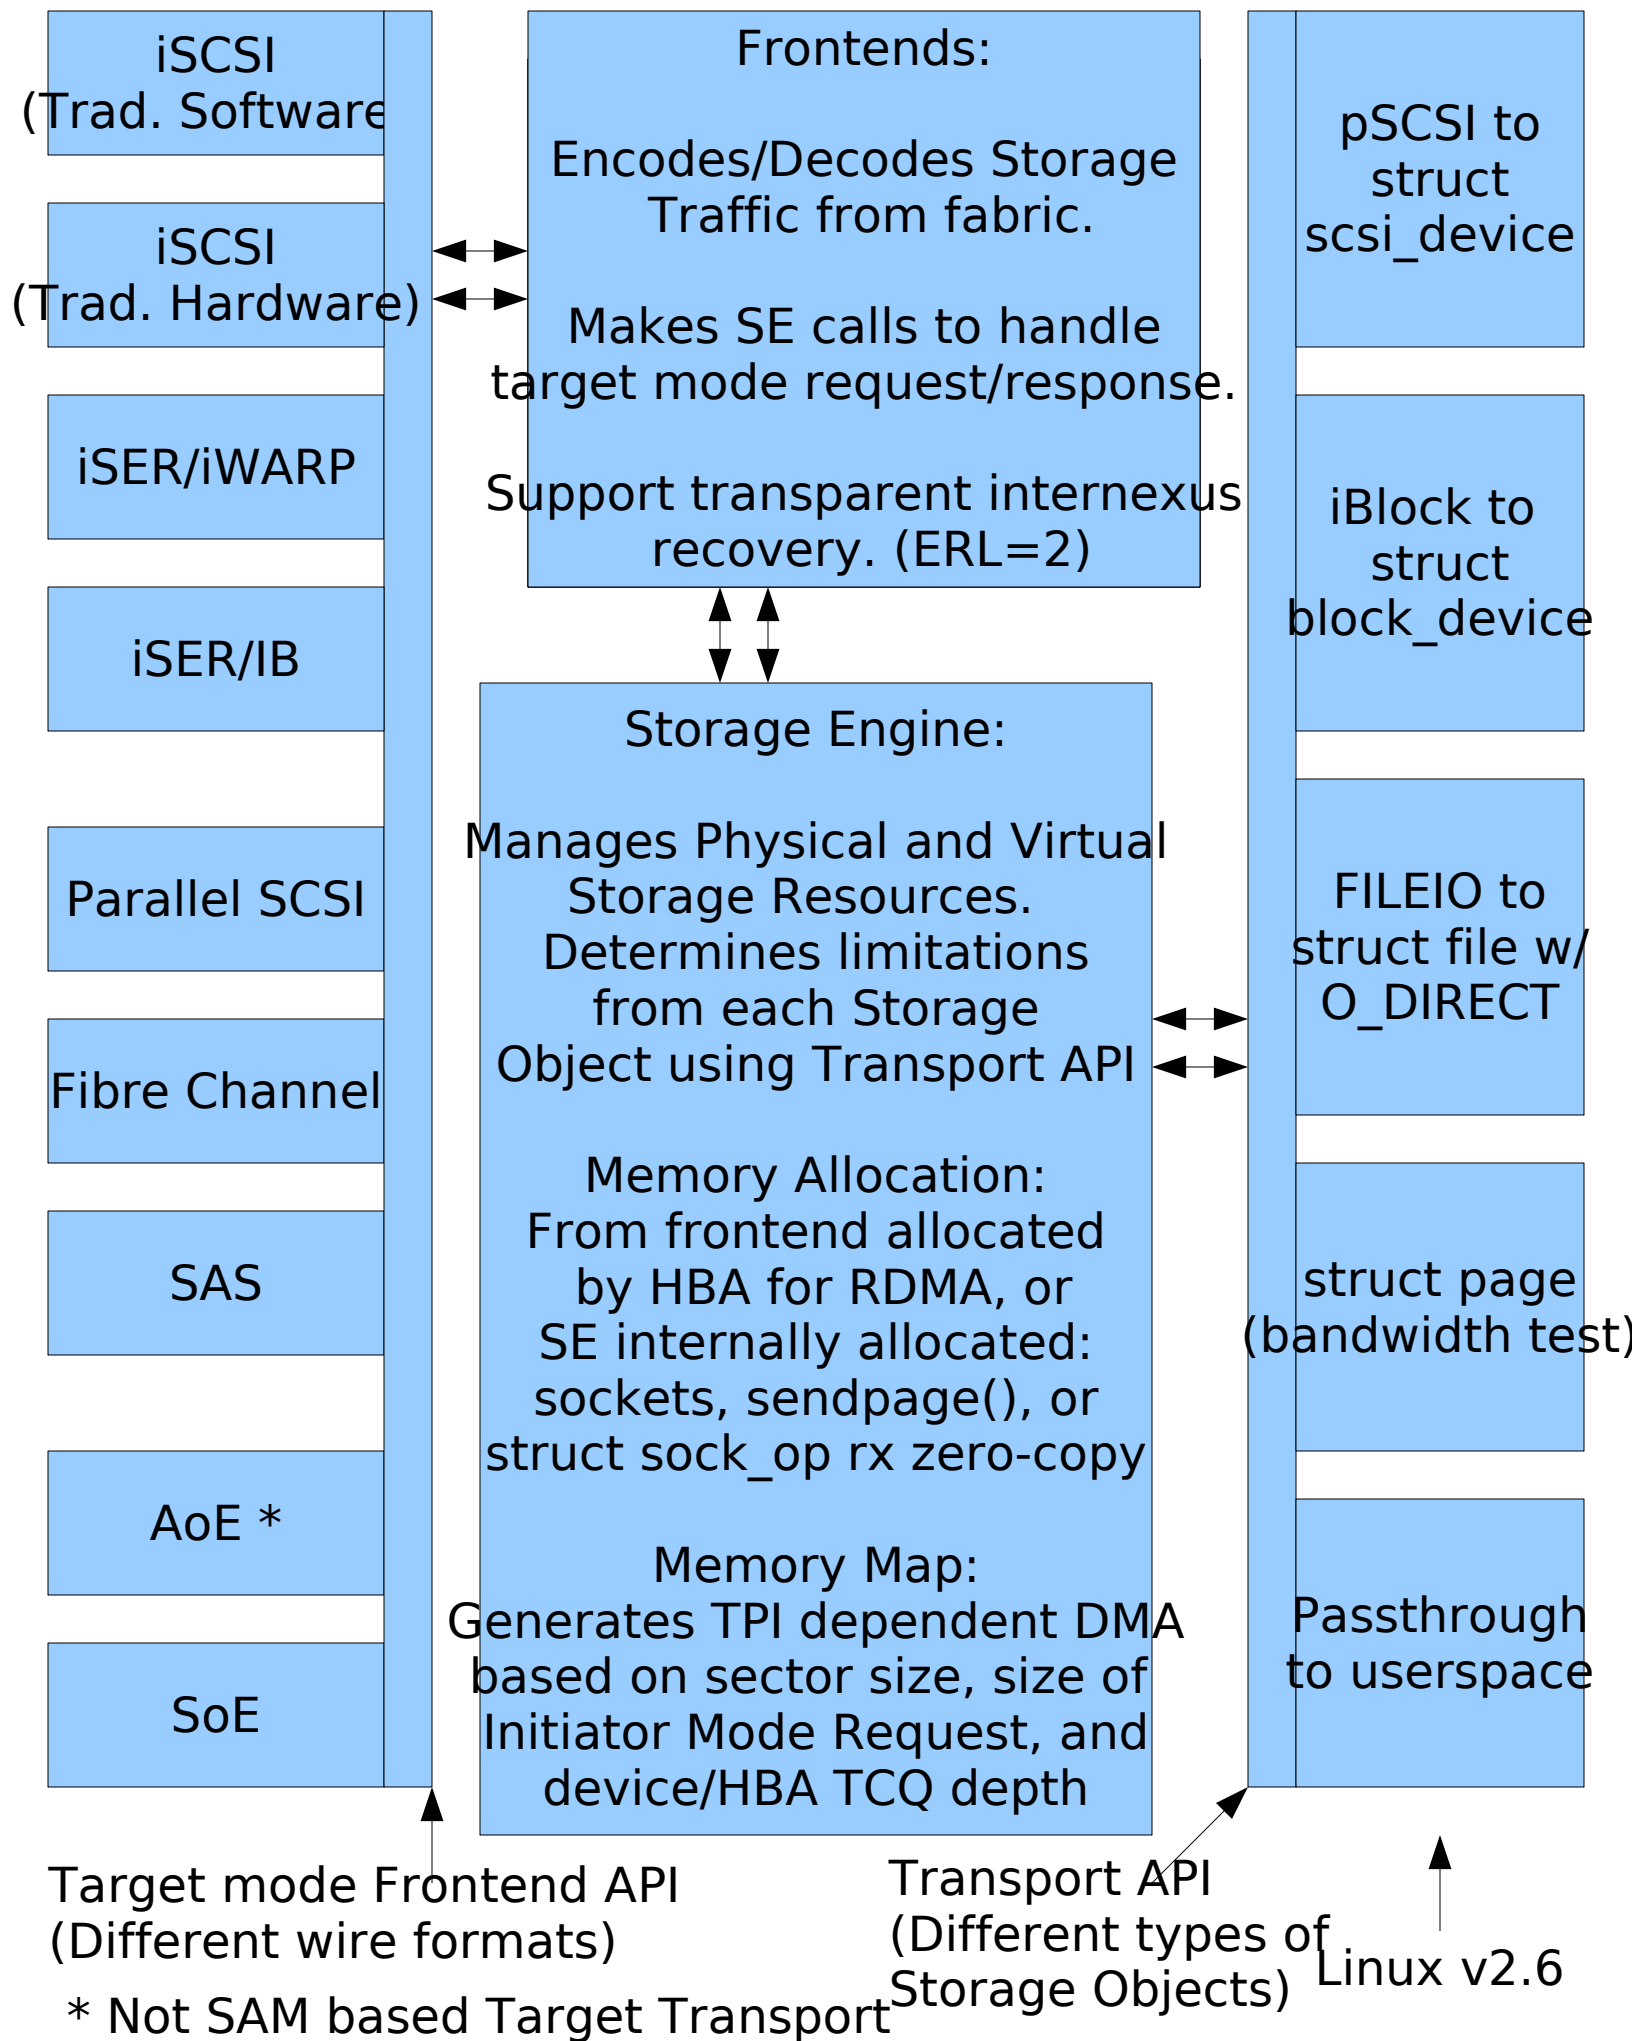 iSCSI
(Trad. Software
iSCSI
(Trad. Hardware)
iSER/iWARP
iSER/IB
Parallel SCSI
Fibre Channel
SAS
AoE *
SoE
Frontends:
Encodes/Decodes Storage
Traffic from fabric.
Makes SE calls to handle
target mode request/response.
Support transparent internexus
recovery. (ERL=2)
Storage Engine:
Manages Physical and Virtual
Storage Resources.
Determines limitations
from each Storage
Object using Transport API
Memory Allocation:
From frontend allocated
by HBA for RDMA, or
SE internally allocated:
sockets, sendpage(), or
struct sock_op rx zero-copy
Memory Map:
Generates TPI dependent DMA
based on sector size, size of
Initiator Mode Request, and
device/HBA TCQ depth
pSCSI to
struct
scsi_device
iBlock to
struct
block_device
FILEIO to
struct file w/
O_DIRECT
struct page
(bandwidth test)
Passthrough
to userspace
Target mode Frontend API
(Different wire formats)
* Not SAM based Target Transport
Transport API
(Different types of
Storage Objects)
Linux v2.6